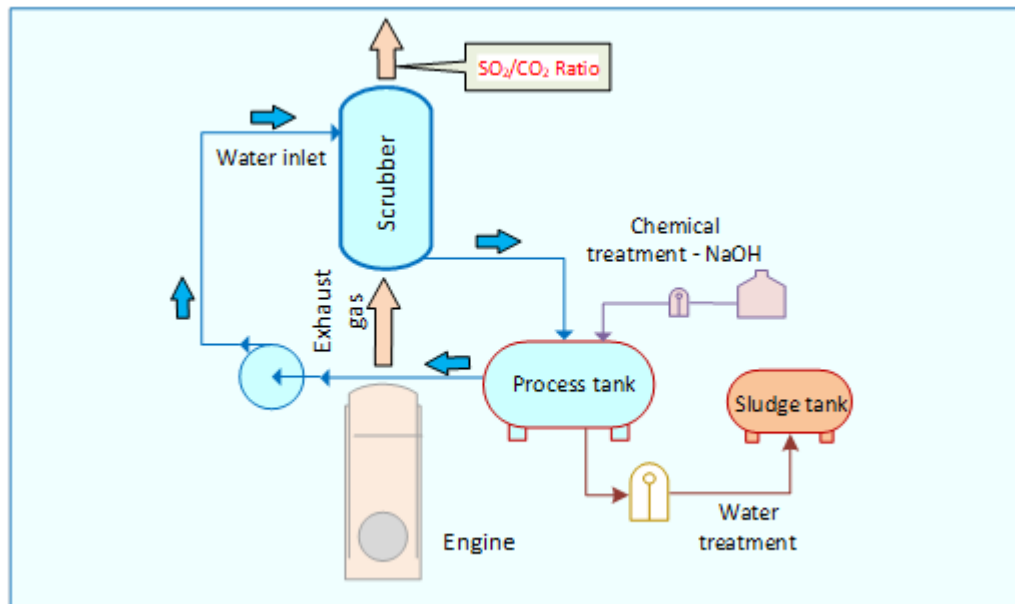 SO₂/CO₂ Ratio
Scrubber
Water inlet
Chemical
treatment - NaOH
Exhaust
gas
Process tank
Sludge tank
Water
treatment
Engine